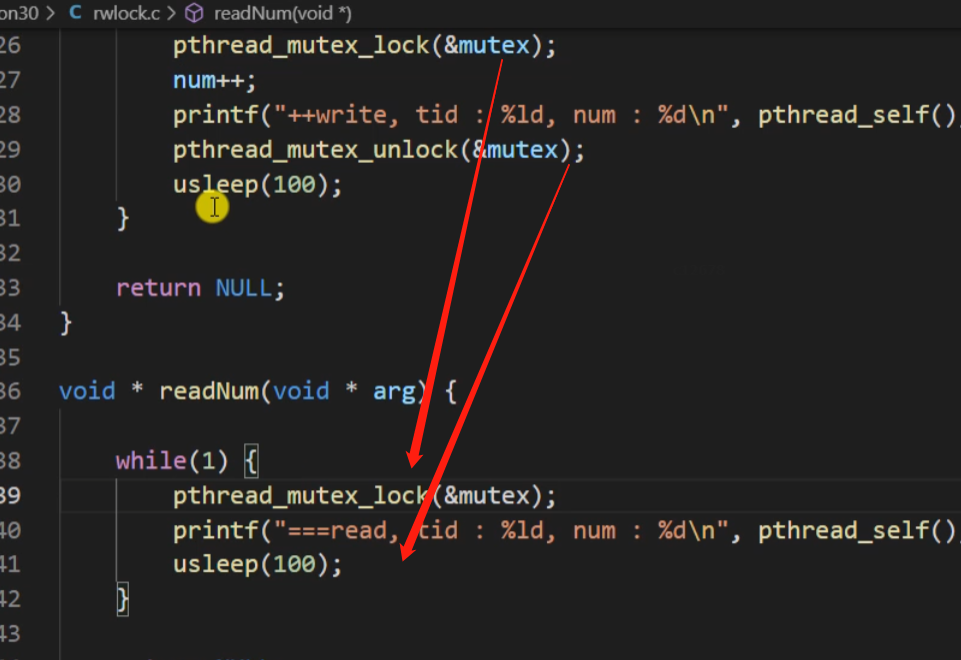 on30 > C rwlock.c > readNum(void *)
26 pthread_mutex_lock(&mutex);
27 num++;
28 printf("++write, tid : %ld, num : %d\n", pthread_self(),
29 pthread_mutex_unlock(&mutex);
30 usleep(100);
31 }
32
33 return NULL;
34 }
35
36 void * readNum(void * arg) {
37
38 while(1) {
39 pthread_mutex_lock(&mutex);
40 printf("===read, tid : %ld, num : %d\n", pthread_self(),
41 usleep(100);
42 }
43